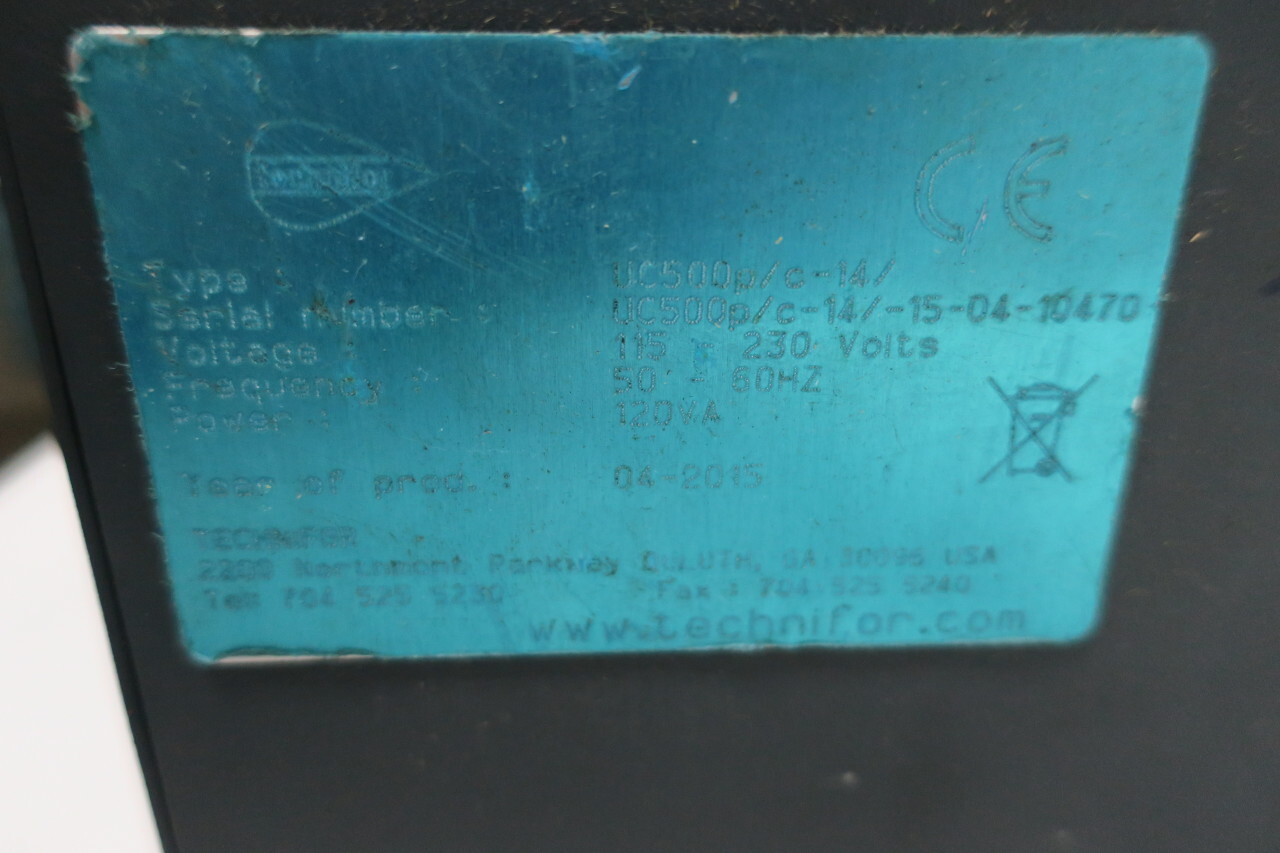 technifor
CE
Type : UC500p/c-14/
Serial number : UC500p/c-14/-15-04-10470
Voltage : 115 - 230 Volts
Frequency : 50 - 60HZ
Power : 120VA
Year of prod. : 04-2015
TECHNIFOR
Northmont Parkway DULUTH, GA 30096 USA
Tel: 704 525 5230 Fax : 704 525 5240
www.technifor.com